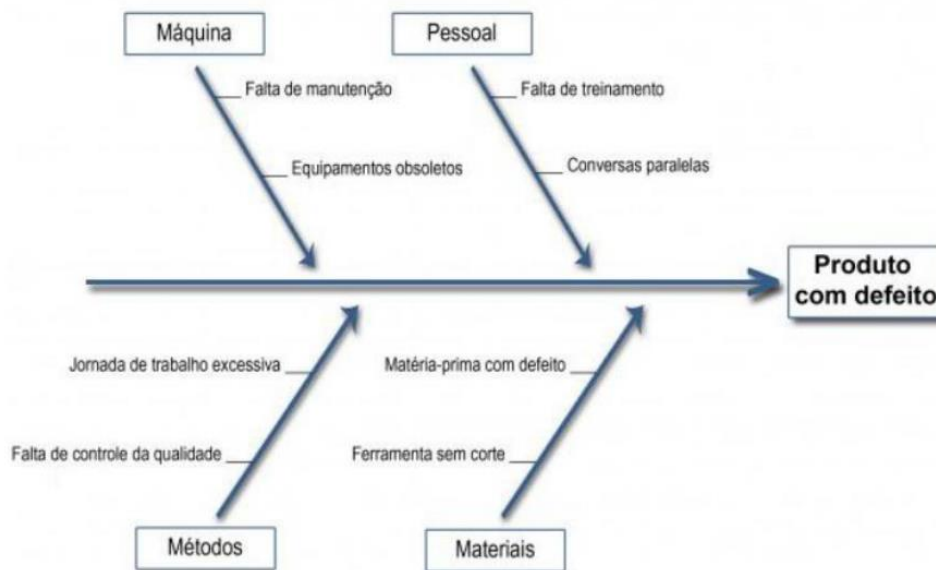 Máquina
Pessoal
Falta de manutenção
Falta de treinamento
Equipamentos obsoletos
Conversas paralelas
Produto
com defeito
Jornada de trabalho excessiva
Matéria-prima com defeito
Falta de controle da qualidade
Ferramenta sem corte
Métodos
Materiais